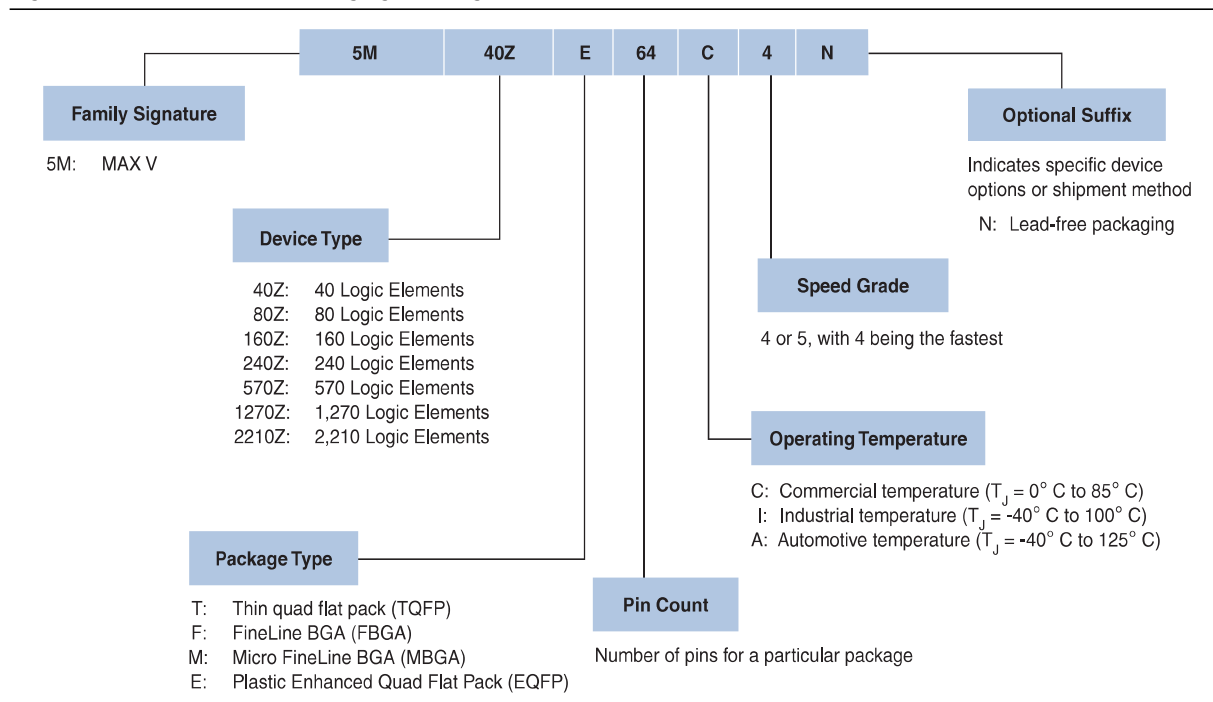 5M 40Z E 64 C 4 N
Family Signature
5M: MAX V
Optional Suffix
Indicates specific device
options or shipment method
N: Lead-free packaging
Device Type
40Z: 40 Logic Elements
80Z: 80 Logic Elements
160Z: 160 Logic Elements
240Z: 240 Logic Elements
570Z: 570 Logic Elements
1270Z: 1,270 Logic Elements
2210Z: 2,210 Logic Elements
Speed Grade
4 or 5, with 4 being the fastest
Operating Temperature
C: Commercial temperature (TJ = 0° C to 85° C)
I: Industrial temperature (TJ = -40° C to 100° C)
A: Automotive temperature (TJ = -40° C to 125° C)
Package Type
T: Thin quad flat pack (TQFP)
F: FineLine BGA (FBGA)
M: Micro FineLine BGA (MBGA)
E: Plastic Enhanced Quad Flat Pack (EQFP)
Pin Count
Number of pins for a particular package